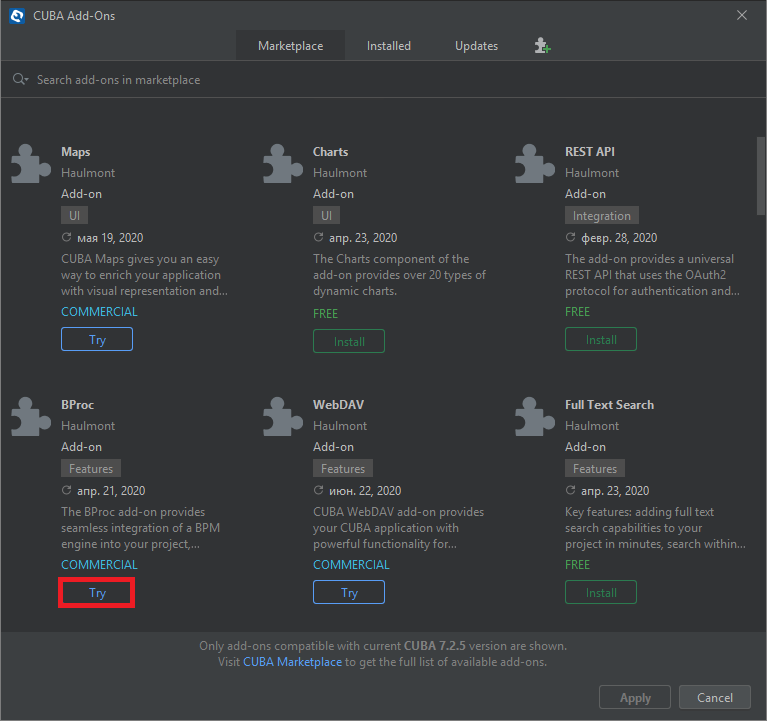 CUBA Add-Ons
Marketplace
Installed
Updates
Search add-ons in marketplace
Maps
Haulmont
Add-on
UI
мая 19, 2020
CUBA Maps gives you an easy
way to enrich your application
with visual representation and...
COMMERCIAL
Try
Charts
Haulmont
Add-on
UI
апр. 23, 2020
The Charts component of the
add-on provides over 20 types of
dynamic charts.
FREE
Install
REST API
Haulmont
Add-on
Integration
февр. 28, 2020
The add-on provides a universal
REST API that uses the OAuth2
protocol for authentication and...
FREE
Install
BProc
Haulmont
Add-on
Features
апр. 21, 2020
The BProc add-on provides
seamless integration of a BPM
engine into your project,...
COMMERCIAL
Try
WebDAV
Haulmont
Add-on
Features
июн. 22, 2020
CUBA WebDAV add-on provides
your CUBA application with
powerful functionality for...
COMMERCIAL
Try
Full Text Search
Haulmont
Add-on
Features
апр. 23, 2020
Key features: adding full text
search capabilities to your
project in minutes, search within...
FREE
Install
Only add-ons compatible with current CUBA 7.2.5 version are shown.
Visit CUBA Marketplace to get the full list of available add-ons.
Apply
Cancel